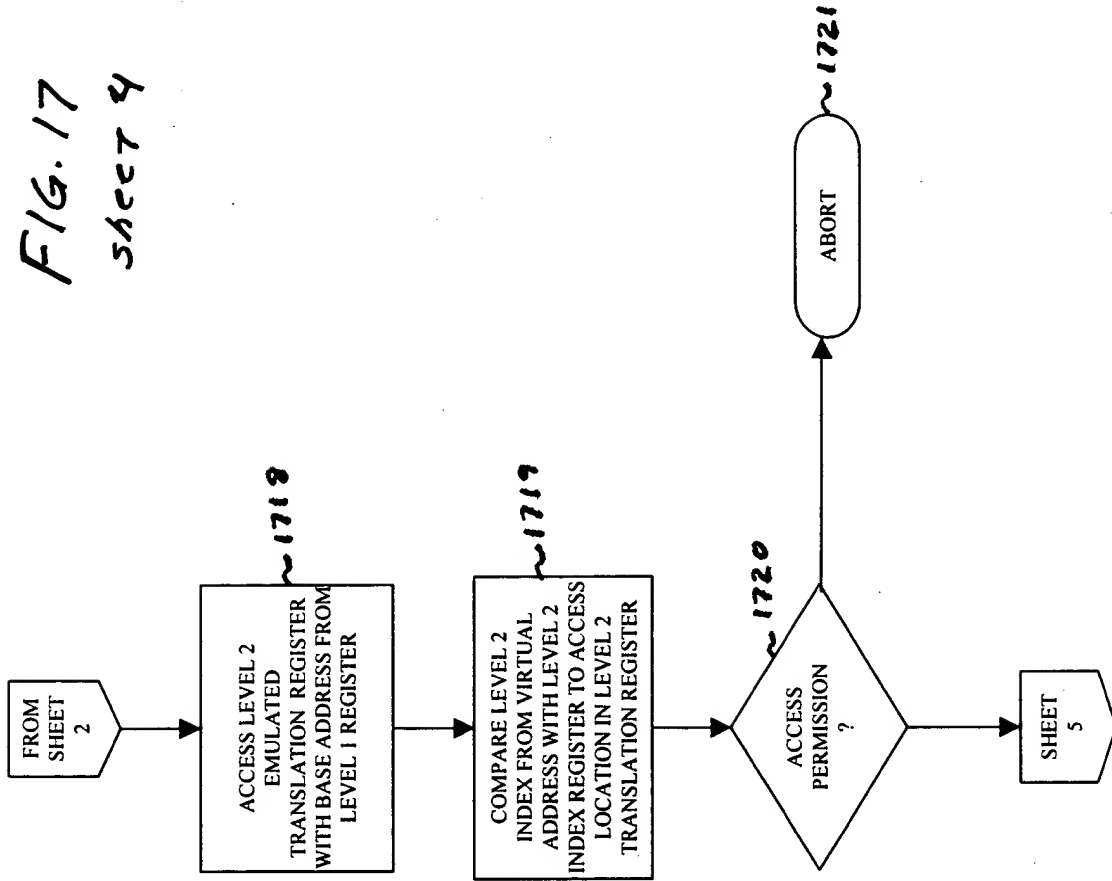 FIG. 17
sheet 4
FROM
SHEET
2
ACCESS LEVEL 2
EMULATED
TRANSLATION REGISTER
WITH BASE ADDRESS FROM
LEVEL 1 REGISTER
~1718
COMPARE LEVEL 2
INDEX FROM VIRTUAL
ADDRESS WITH LEVEL 2
INDEX REGISTER TO ACCESS
LOCATION IN LEVEL 2
TRANSLATION REGISTER
~1719
ACCESS
PERMISSION
?
~1720
ABORT
~1721
SHEET
5